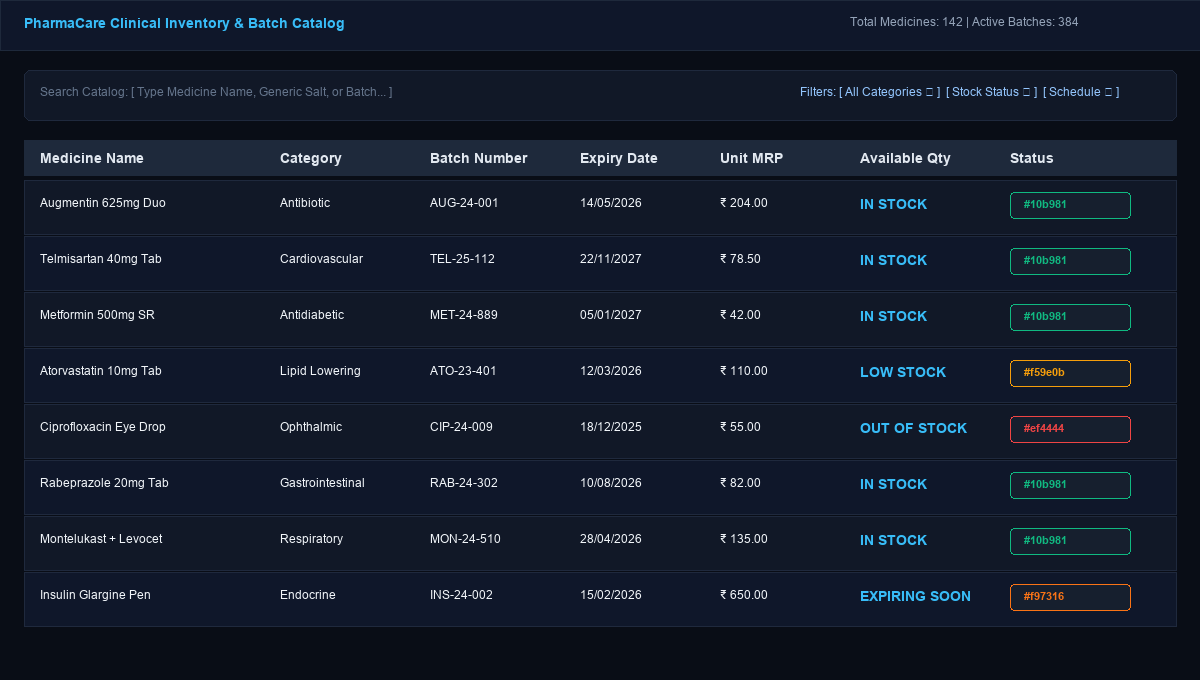 PharmaCare Clinical Inventory & Batch Catalog Total Medicines: 142 | Active Batches: 384
Search Catalog: [ Type Medicine Name, Generic Salt, or Batch... ] Filters: [ All Categories ▯ ] [ Stock Status ▯ ] [ Schedule ▯ ]
Medicine Name Category Batch Number Expiry Date Unit MRP Available Qty Status
Augmentin 625mg Duo Antibiotic AUG-24-001 14/05/2026 ₹ 204.00 IN STOCK #10b981
Telmisartan 40mg Tab Cardiovascular TEL-25-112 22/11/2027 ₹ 78.50 IN STOCK #10b981
Metformin 500mg SR Antidiabetic MET-24-889 05/01/2027 ₹ 42.00 IN STOCK #10b981
Atorvastatin 10mg Tab Lipid Lowering ATO-23-401 12/03/2026 ₹ 110.00 LOW STOCK #f59e0b
Ciprofloxacin Eye Drop Ophthalmic CIP-24-009 18/12/2025 ₹ 55.00 OUT OF STOCK #ef4444
Rabeprazole 20mg Tab Gastrointestinal RAB-24-302 10/08/2026 ₹ 82.00 IN STOCK #10b981
Montelukast + Levocet Respiratory MON-24-510 28/04/2026 ₹ 135.00 IN STOCK #10b981
Insulin Glargine Pen Endocrine INS-24-002 15/02/2026 ₹ 650.00 EXPIRING SOON #f97316